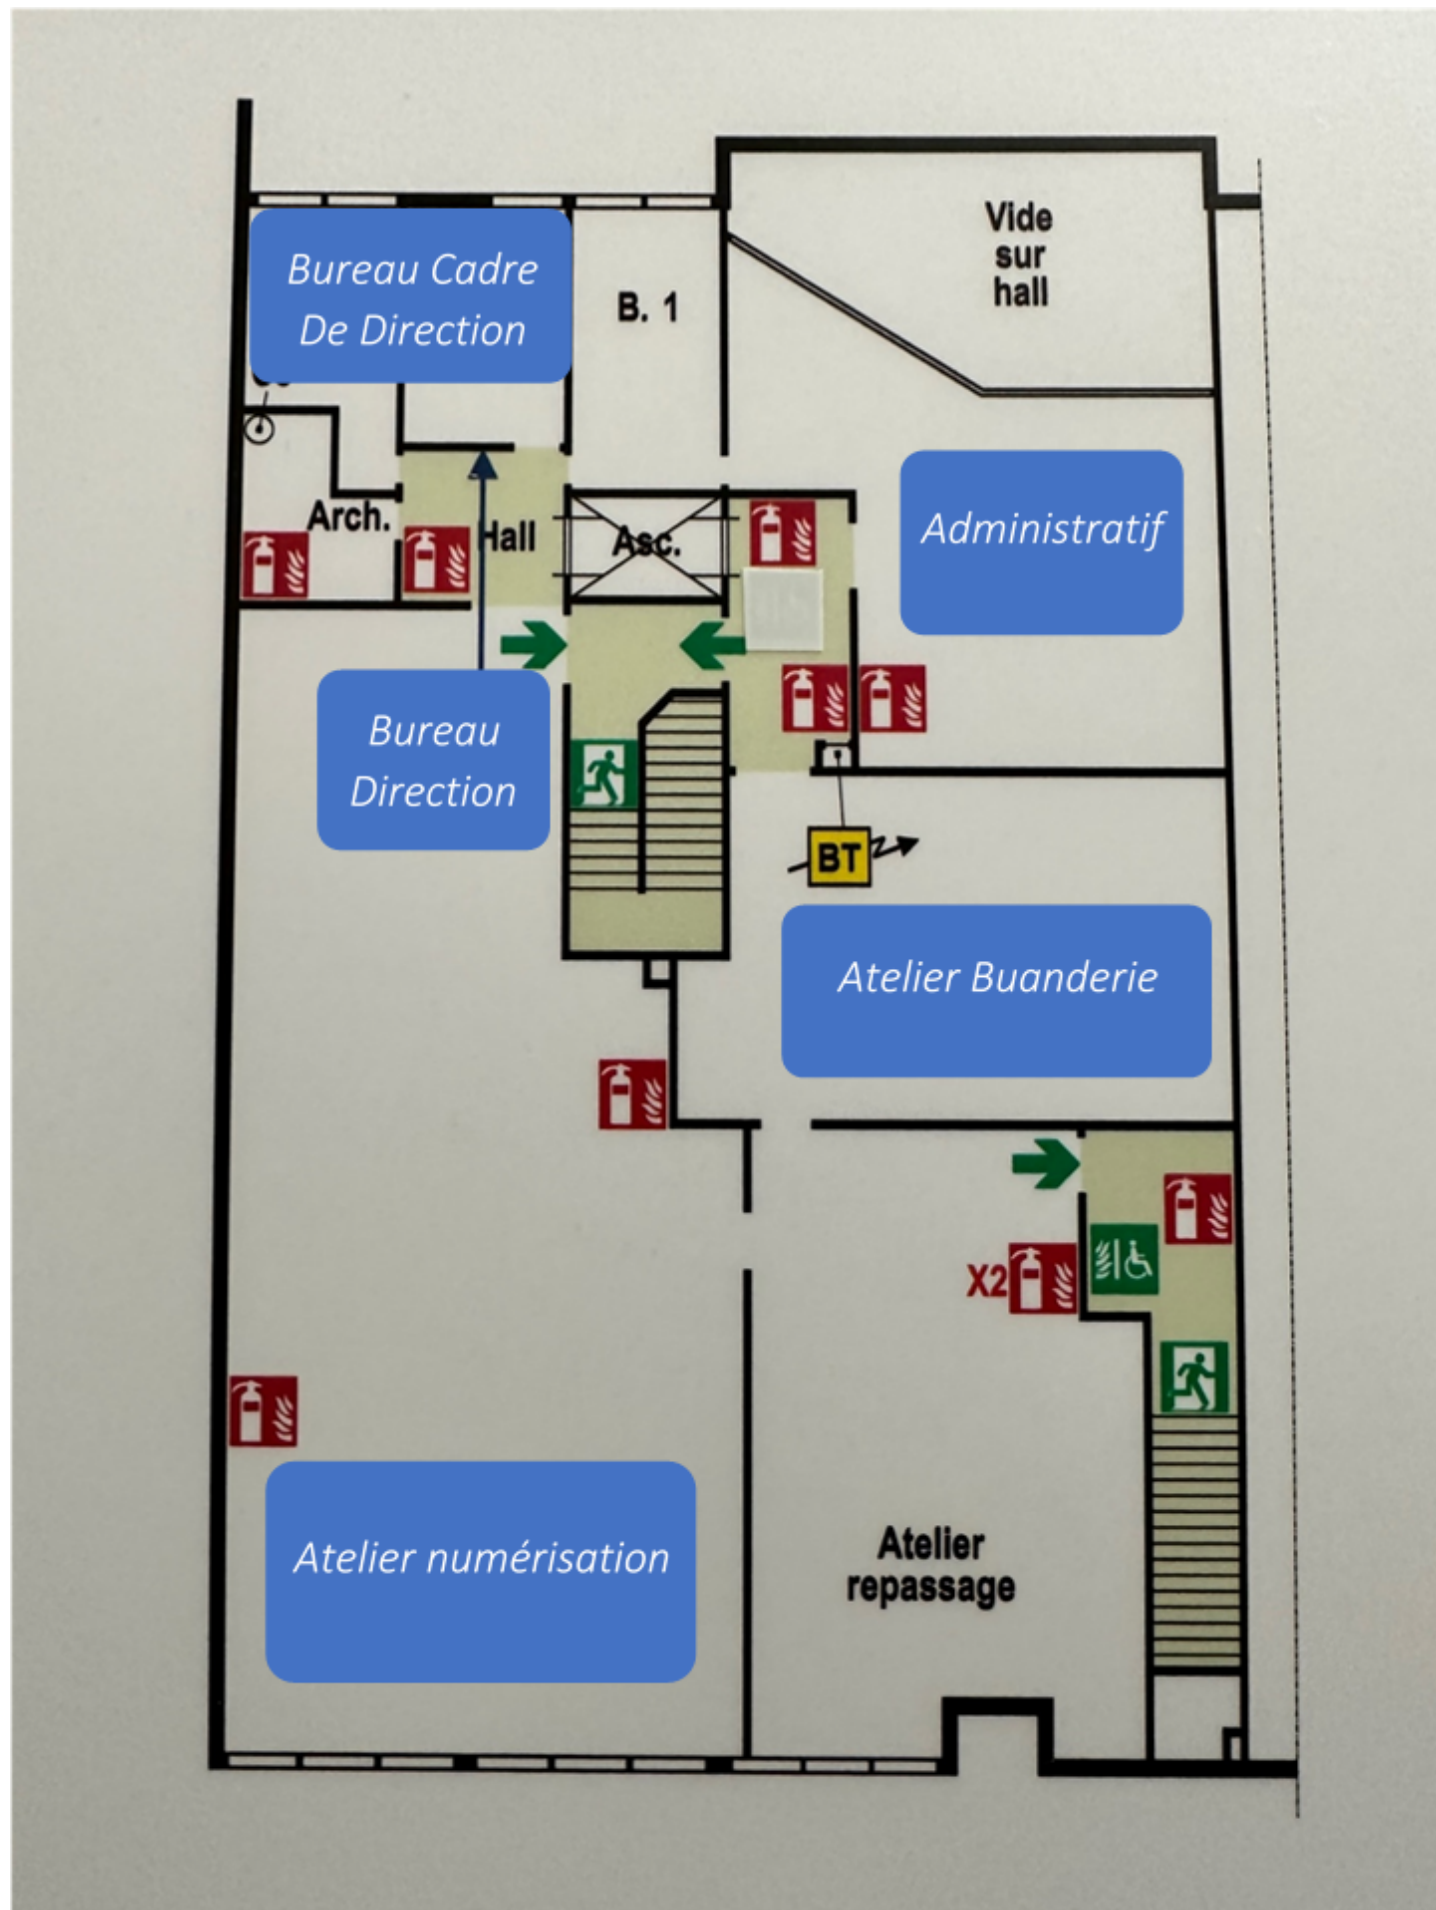 Vide
sur
hall
Bureau Cadre
De Direction
B. 1
Arch.
Hall
Asc.
Administratif
Bureau
Direction
BT
Atelier Buanderie
X2
Atelier numérisation
Atelier
repassage